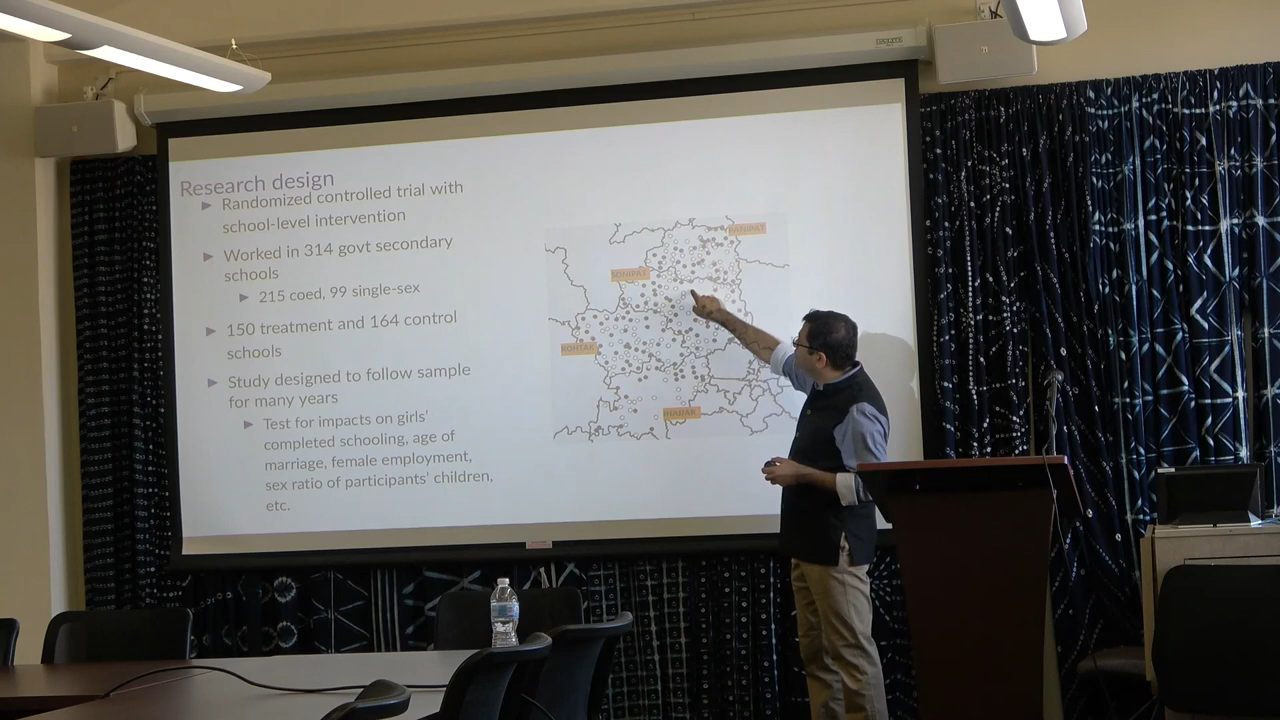 Research design
Randomized controlled trial with
school-level intervention
Worked in 314 govt secondary
schools
215 coed, 99 single-sex
150 treatment and 164 control
schools
Study designed to follow sample
for many years
Test for impacts on girls'
completed schooling, age of
marriage, female employment,
sex ratio of participants' children,
etc.
PANIPAT
SONIPAT
ROHTAK
JHAJJAR